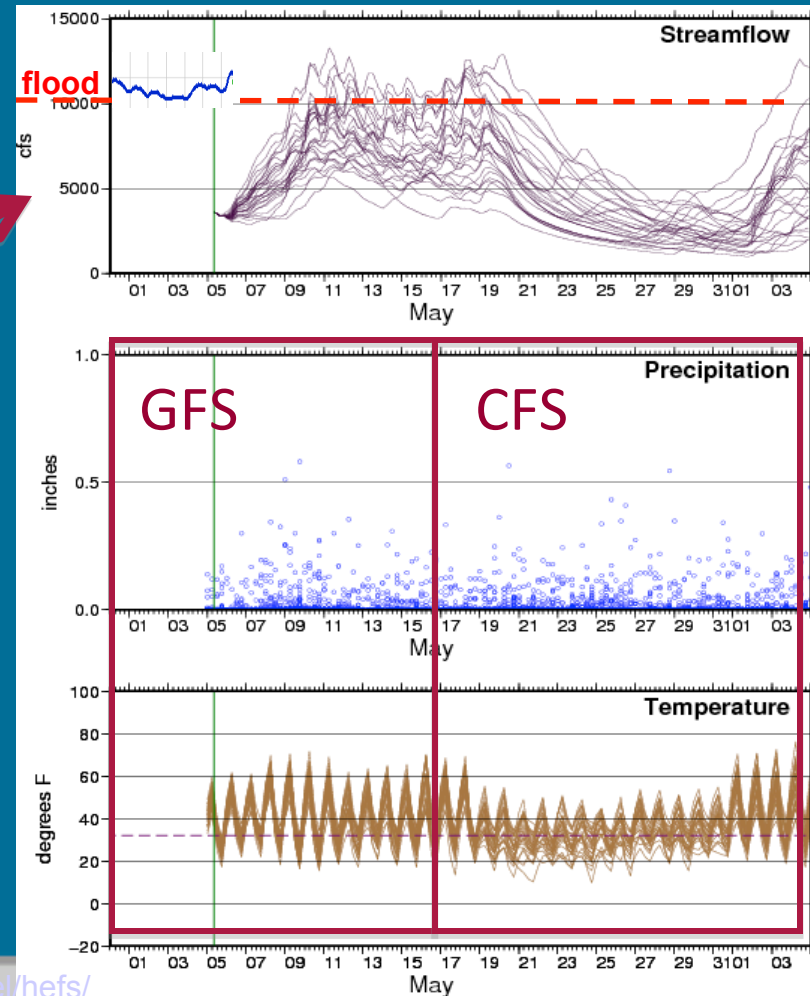 15000
Streamflow
flood
10000
cfs
5000
0
01 03 05 07 09 11 13 15 17 19 21 23 25 27 29 3101 03
May
1.0
Precipitation
GFS CFS
inches
0.5
0.0
01 03 05 07 09 11 13 15 17 19 21 23 25 27 29 3101 03
May
100
Temperature
80
60
degrees F
40
20
0
-20
01 03 05 07 09 11 13 15 17 19 21 23 25 27 29 3101 03
May
/hefs/